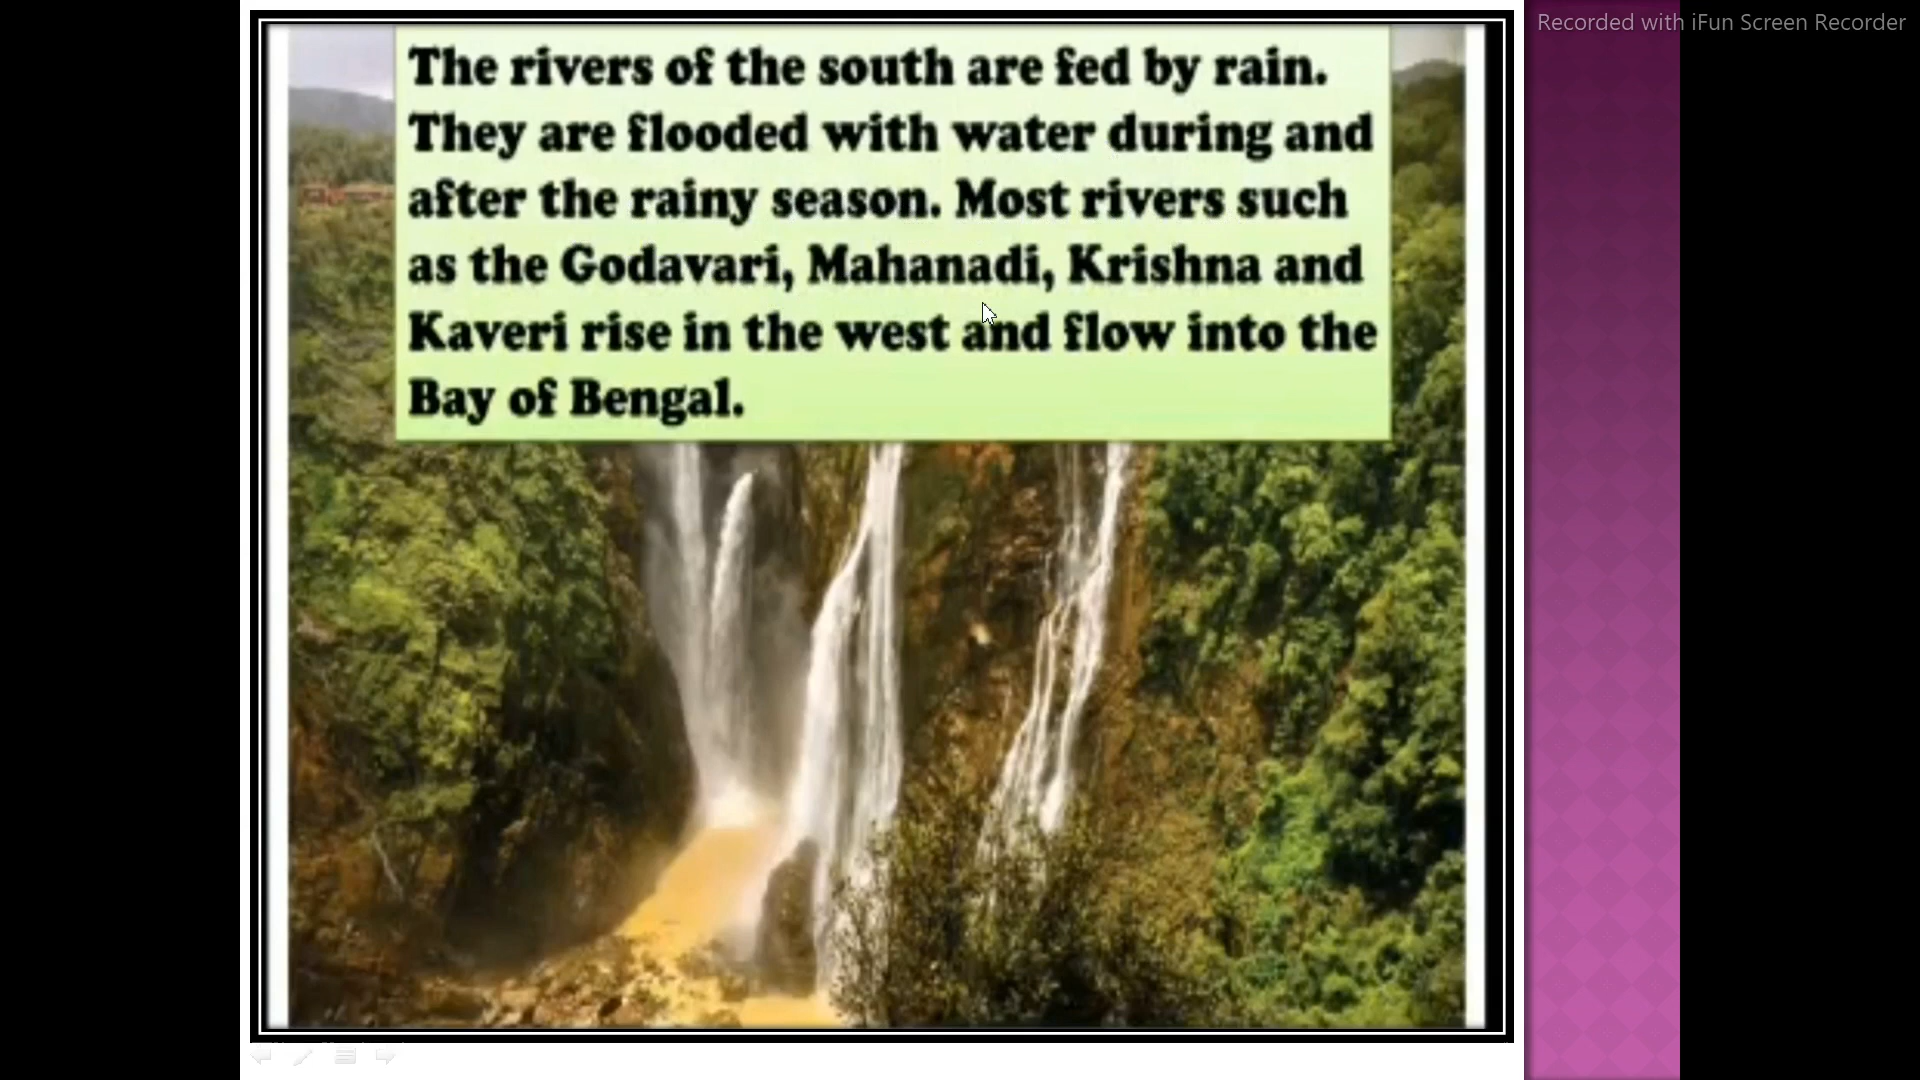 Recorded with iFun Screen Recorder
The rivers of the south are fed by rain.
They are flooded with water during and
after the rainy season. Most rivers such
as the Godavari, Mahanadi, Krishna and
Kaveri rise in the west and flow into the
Bay of Bengal.